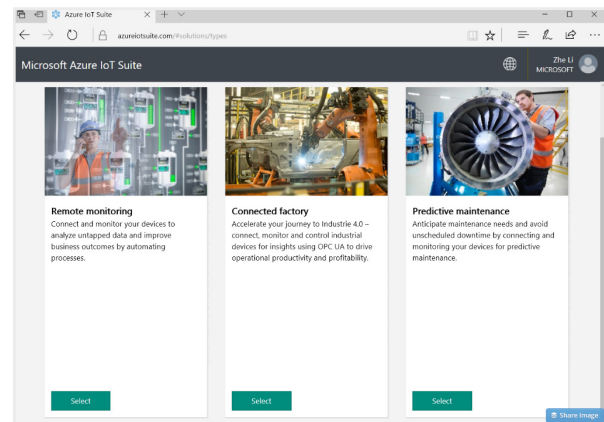 Azure IoT Suite
azureiotsuite.com/#solutions/types
Microsoft Azure IoT Suite
Zhe Li
MICROSOFT
Remote monitoring
Connect and monitor your devices to
analyze untapped data and improve
business outcomes by automating
processes.
Select
Connected factory
Accelerate your journey to Industrie 4.0 –
connect, monitor and control industrial
devices for insights using OPC UA to drive
operational productivity and profitability.
Select
Predictive maintenance
Anticipate maintenance needs and avoid
unscheduled downtime by connecting and
monitoring your devices for predictive
maintenance.
Select
Share Image